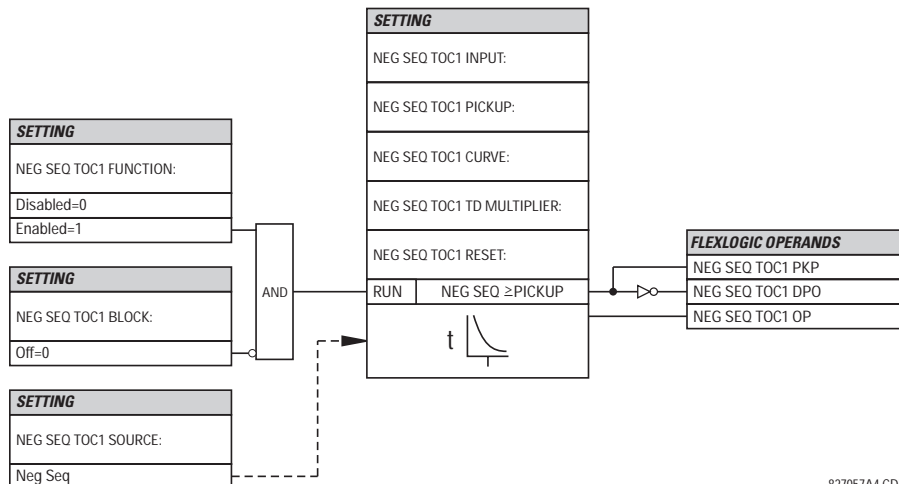 SETTING
NEG SEQ TOC1 FUNCTION:
Disabled=0
Enabled=1
SETTING
NEG SEQ TOC1 BLOCK:
Off=0
SETTING
NEG SEQ TOC1 SOURCE:
Neg Seq
AND
SETTING
NEG SEQ TOC1 INPUT:
NEG SEQ TOC1 PICKUP:
NEG SEQ TOC1 CURVE:
NEG SEQ TOC1 TD MULTIPLIER:
NEG SEQ TOC1 RESET:
RUN NEG SEQ ≥PICKUP
t
FLEXLOGIC OPERANDS
NEG SEQ TOC1 PKP
NEG SEQ TOC1 DPO
NEG SEQ TOC1 OP